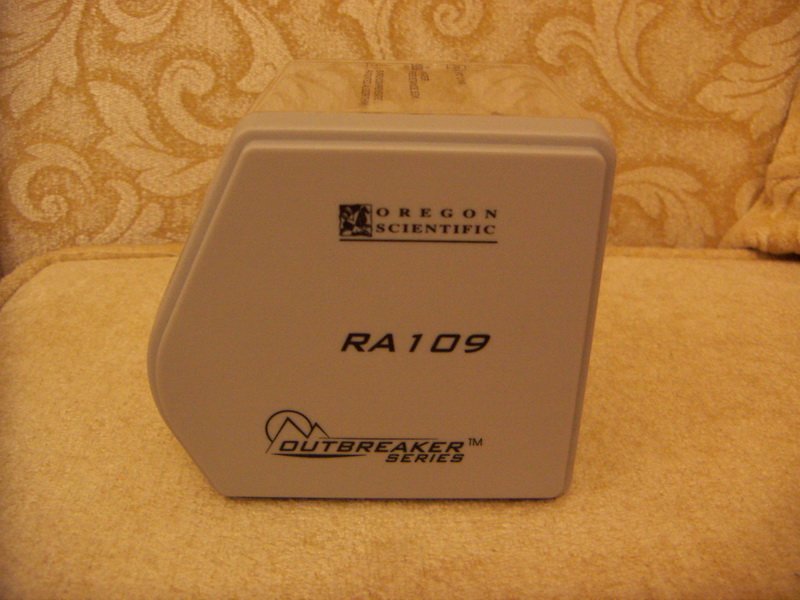 OREGON
SCIENTIFIC
RA109
OUTBREAKER™
SERIES